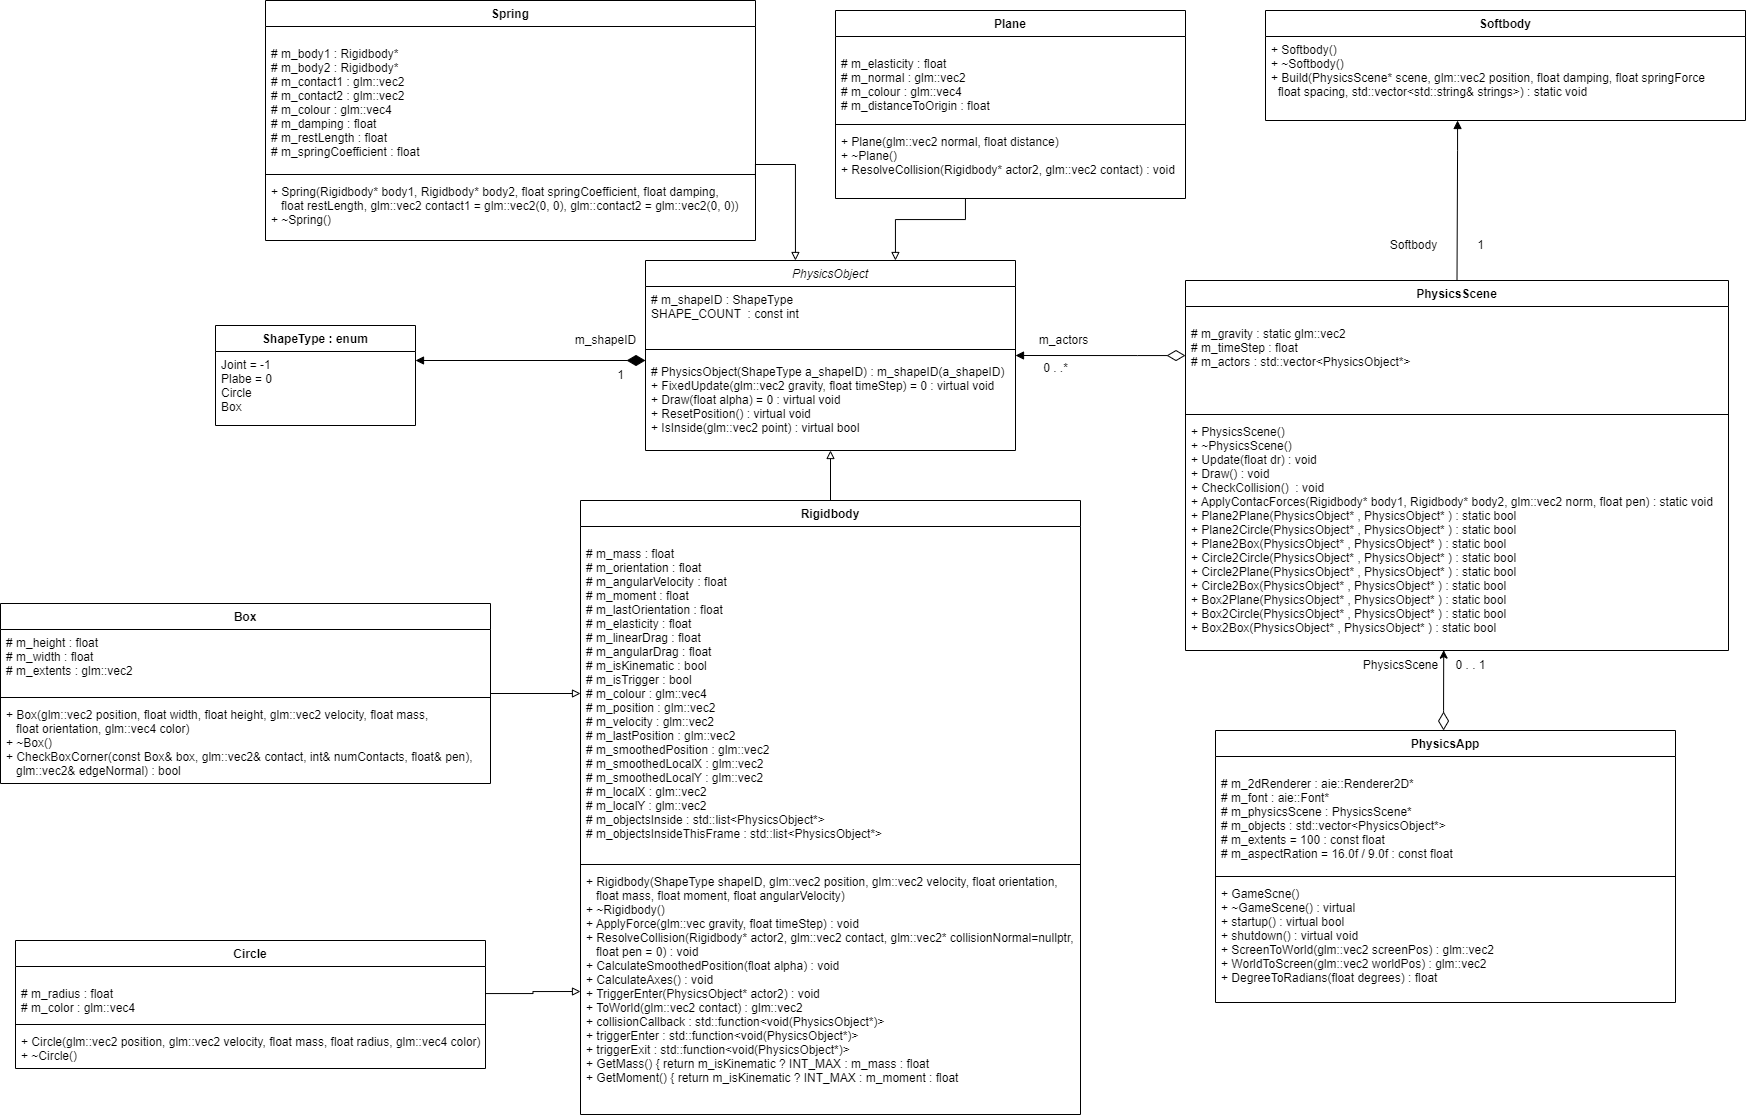 Spring
# m_body1 : Rigidbody*
# m_body2 : Rigidbody*
# m_contact1 : glm::vec2
# m_contact2 : glm::vec2
# m_colour : glm::vec4
# m_damping : float
# m_restLength : float
# m_springCoefficient : float
+ Spring(Rigidbody* body1, Rigidbody* body2, float springCoefficient, float damping,
float restLength, glm::vec2 contact1 = glm::vec2(0, 0), glm::contact2 = glm::vec2(0, 0))
+ ~Spring()
Plane
# m_elasticity : float
# m_normal : glm::vec2
# m_colour : glm::vec4
# m_distanceToOrigin : float
+ Plane(glm::vec2 normal, float distance)
+ ~Plane()
+ ResolveCollision(Rigidbody* actor2, glm::vec2 contact) : void
Softbody
+ Softbody()
+ ~Softbody()
+ Build(PhysicsScene* scene, glm::vec2 position, float damping, float springForce
float spacing, std::vector<std::string& strings>) : static void
Softbody
1
PhysicsObject
# m_shapeID : ShapeType
SHAPE_COUNT : const int
# PhysicsObject(ShapeType a_shapeID) : m_shapeID(a_shapeID)
+ FixedUpdate(glm::vec2 gravity, float timeStep) = 0 : virtual void
+ Draw(float alpha) = 0 : virtual void
+ ResetPosition() : virtual void
+ IsInside(glm::vec2 point) : virtual bool
ShapeType : enum
Joint = -1
Plabe = 0
Circle
Box
m_shapeID
1
m_actors
0 . .*
PhysicsScene
# m_gravity : static glm::vec2
# m_timeStep : float
# m_actors : std::vector<PhysicsObject*>
+ PhysicsScene()
+ ~PhysicsScene()
+ Update(float dr) : void
+ Draw() : void
+ CheckCollision() : void
+ ApplyContacForces(Rigidbody* body1, Rigidbody* body2, glm::vec2 norm, float pen) : static void
+ Plane2Plane(PhysicsObject* , PhysicsObject* ) : static bool
+ Plane2Circle(PhysicsObject* , PhysicsObject* ) : static bool
+ Plane2Box(PhysicsObject* , PhysicsObject* ) : static bool
+ Circle2Circle(PhysicsObject* , PhysicsObject* ) : static bool
+ Circle2Plane(PhysicsObject* , PhysicsObject* ) : static bool
+ Circle2Box(PhysicsObject* , PhysicsObject* ) : static bool
+ Box2Plane(PhysicsObject* , PhysicsObject* ) : static bool
+ Box2Circle(PhysicsObject* , PhysicsObject* ) : static bool
+ Box2Box(PhysicsObject* , PhysicsObject* ) : static bool
PhysicsScene
0 . . 1
PhysicsApp
# m_2dRenderer : aie::Renderer2D*
# m_font : aie::Font*
# m_physicsScene : PhysicsScene*
# m_objects : std::vector<PhysicsObject*>
# m_extents = 100 : const float
# m_aspectRation = 16.0f / 9.0f : const float
+ GameScne()
+ ~GameScene() : virtual
+ startup() : virtual bool
+ shutdown() : virtual void
+ ScreenToWorld(glm::vec2 screenPos) : glm::vec2
+ WorldToScreen(glm::vec2 worldPos) : glm::vec2
+ DegreeToRadians(float degrees) : float
Rigidbody
# m_mass : float
# m_orientation : float
# m_angularVelocity : float
# m_moment : float
# m_lastOrientation : float
# m_elasticity : float
# m_linearDrag : float
# m_angularDrag : float
# m_isKinematic : bool
# m_isTrigger : bool
# m_colour : glm::vec4
# m_position : glm::vec2
# m_velocity : glm::vec2
# m_lastPosition : glm::vec2
# m_smoothedPosition : glm::vec2
# m_smoothedLocalX : glm::vec2
# m_smoothedLocalY : glm::vec2
# m_localX : glm::vec2
# m_localY : glm::vec2
# m_objectsInside : std::list<PhysicsObject*>
# m_objectsInsideThisFrame : std::list<PhysicsObject*>
+ Rigidbody(ShapeType shapeID, glm::vec2 position, glm::vec2 velocity, float orientation,
float mass, float moment, float angularVelocity)
+ ~Rigidbody()
+ ApplyForce(glm::vec gravity, float timeStep) : void
+ ResolveCollision(Rigidbody* actor2, glm::vec2 contact, glm::vec2* collisionNormal=nullptr,
float pen = 0) : void
+ CalculateSmoothedPosition(float alpha) : void
+ CalculateAxes() : void
+ TriggerEnter(PhysicsObject* actor2) : void
+ ToWorld(glm::vec2 contact) : glm::vec2
+ collisionCallback : std::function<void(PhysicsObject*)>
+ triggerEnter : std::function<void(PhysicsObject*)>
+ triggerExit : std::function<void(PhysicsObject*)>
+ GetMass() { return m_isKinematic ? INT_MAX : m_mass : float
+ GetMoment() { return m_isKinematic ? INT_MAX : m_moment : float
Box
# m_height : float
# m_width : float
# m_extents : glm::vec2
+ Box(glm::vec2 position, float width, float height, glm::vec2 velocity, float mass,
float orientation, glm::vec4 color)
+ ~Box()
+ CheckBoxCorner(const Box& box, glm::vec2& contact, int& numContacts, float& pen),
glm::vec2& edgeNormal) : bool
Circle
# m_radius : float
# m_color : glm::vec4
+ Circle(glm::vec2 position, glm::vec2 velocity, float mass, float radius, glm::vec4 color)
+ ~Circle()